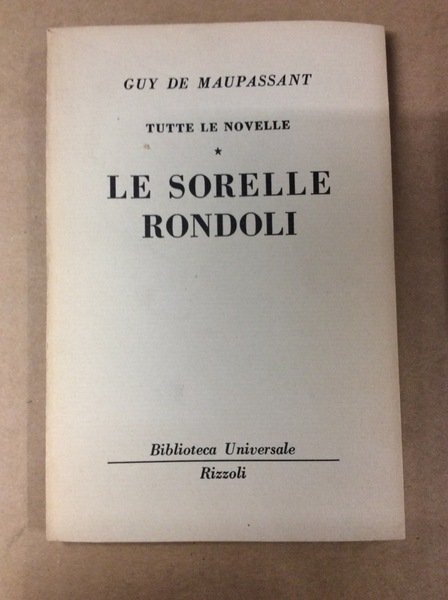 GUY DE MAUPASSANT
TUTTE LE NOVELLE
★
LE SORELLE
RONDOLI
Biblioteca Universale
Rizzoli